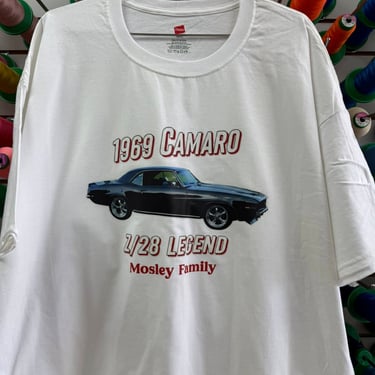 1969 CAMARO
Z/28 LEGEND
Mosley Family